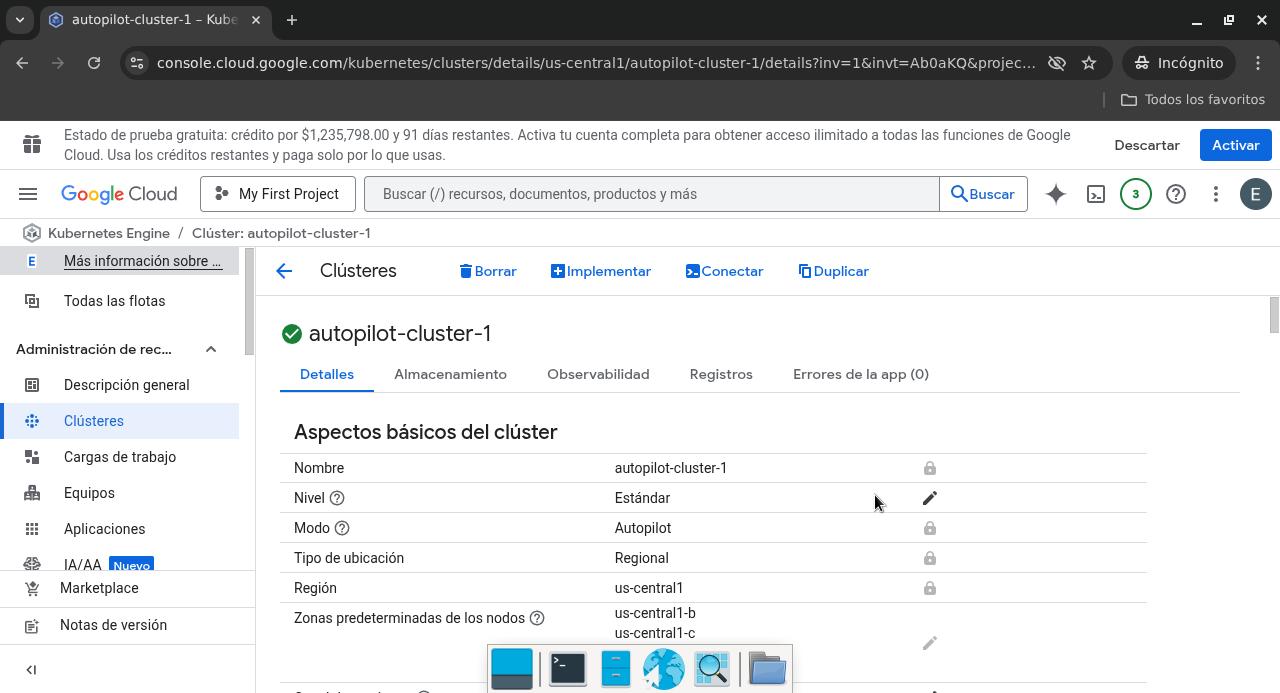 autopilot-cluster-1 – Kube
console.cloud.google.com/kubernetes/clusters/details/us-central1/autopilot-cluster-1/details?inv=1&invt=Ab0aKQ&projec...
Incógnito
Todos los favoritos
Estado de prueba gratuita: crédito por $1,235,798.00 y 91 días restantes. Activa tu cuenta completa para obtener acceso ilimitado a todas las funciones de Google
Cloud. Usa los créditos restantes y paga solo por lo que usas.
Descartar
Activar
Google Cloud
My First Project
Buscar (/) recursos, documentos, productos y más
Buscar
3
E
Kubernetes Engine / Clúster: autopilot-cluster-1
E
Más información sobre ...
Todas las flotas
Administración de rec...
Descripción general
Clústeres
Cargas de trabajo
Equipos
Aplicaciones
IA/AA Nuevo
Marketplace
Notas de versión
Clústeres
Borrar
Implementar
Conectar
Duplicar
autopilot-cluster-1
Detalles
Almacenamiento
Observabilidad
Registros
Errores de la app (0)
Aspectos básicos del clúster
Nombre autopilot-cluster-1
Nivel Estándar
Modo Autopilot
Tipo de ubicación Regional
Región us-central1
Zonas predeterminadas de los nodos us-central1-b
us-central1-c